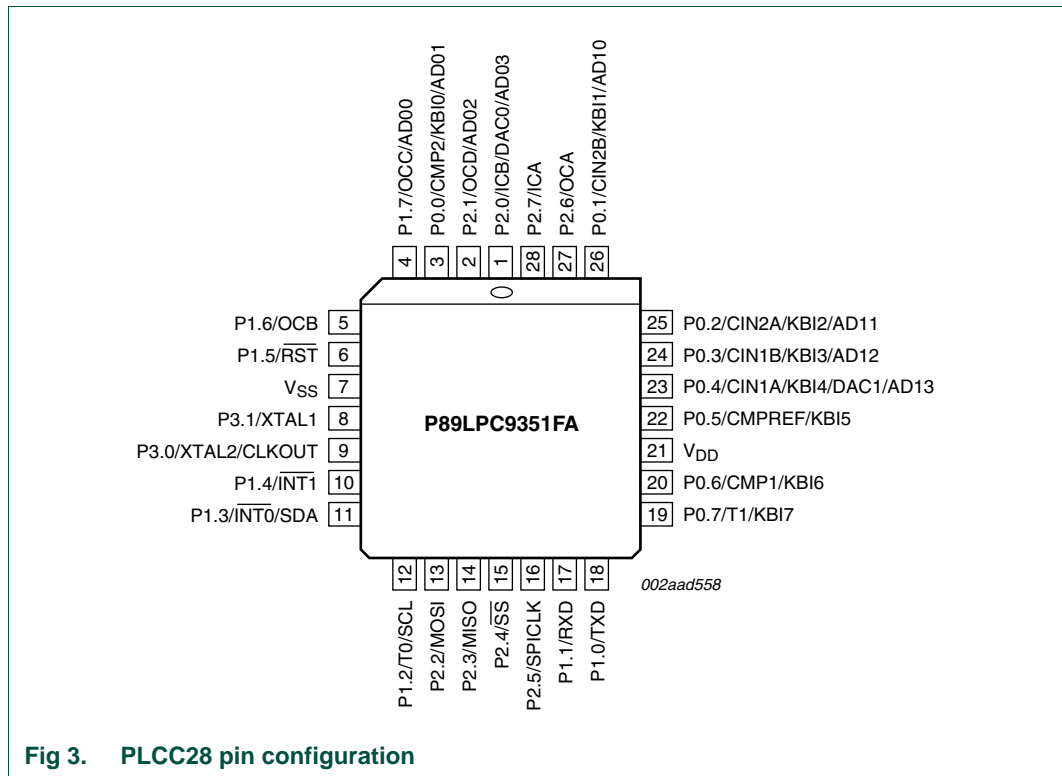 P1.7/OCC/AD00
P0.0/CMP2/KBI0/AD01
P2.1/OCD/AD02
P2.0/ICB/DAC0/AD03
P2.7/ICA
P2.6/OCA
P0.1/CIN2B/KBI1/AD10
4
3
2
1
28
27
26
P1.6/OCB 5
P1.5/R̅S̅T̅ 6
VSS 7
P3.1/XTAL1 8
P3.0/XTAL2/CLKOUT 9
P1.4/I̅N̅T̅1̅ 10
P1.3/I̅N̅T̅0̅/SDA 11
P89LPC9351FA
25 P0.2/CIN2A/KBI2/AD11
24 P0.3/CIN1B/KBI3/AD12
23 P0.4/CIN1A/KBI4/DAC1/AD13
22 P0.5/CMPREF/KBI5
21 VDD
20 P0.6/CMP1/KBI6
19 P0.7/T1/KBI7
12
13
14
15
16
17
18
P1.2/T0/SCL
P2.2/MOSI
P2.3/MISO
P2.4/S̅S̅
P2.5/SPICLK
P1.1/RXD
P1.0/TXD
002aad558
Fig 3. PLCC28 pin configuration